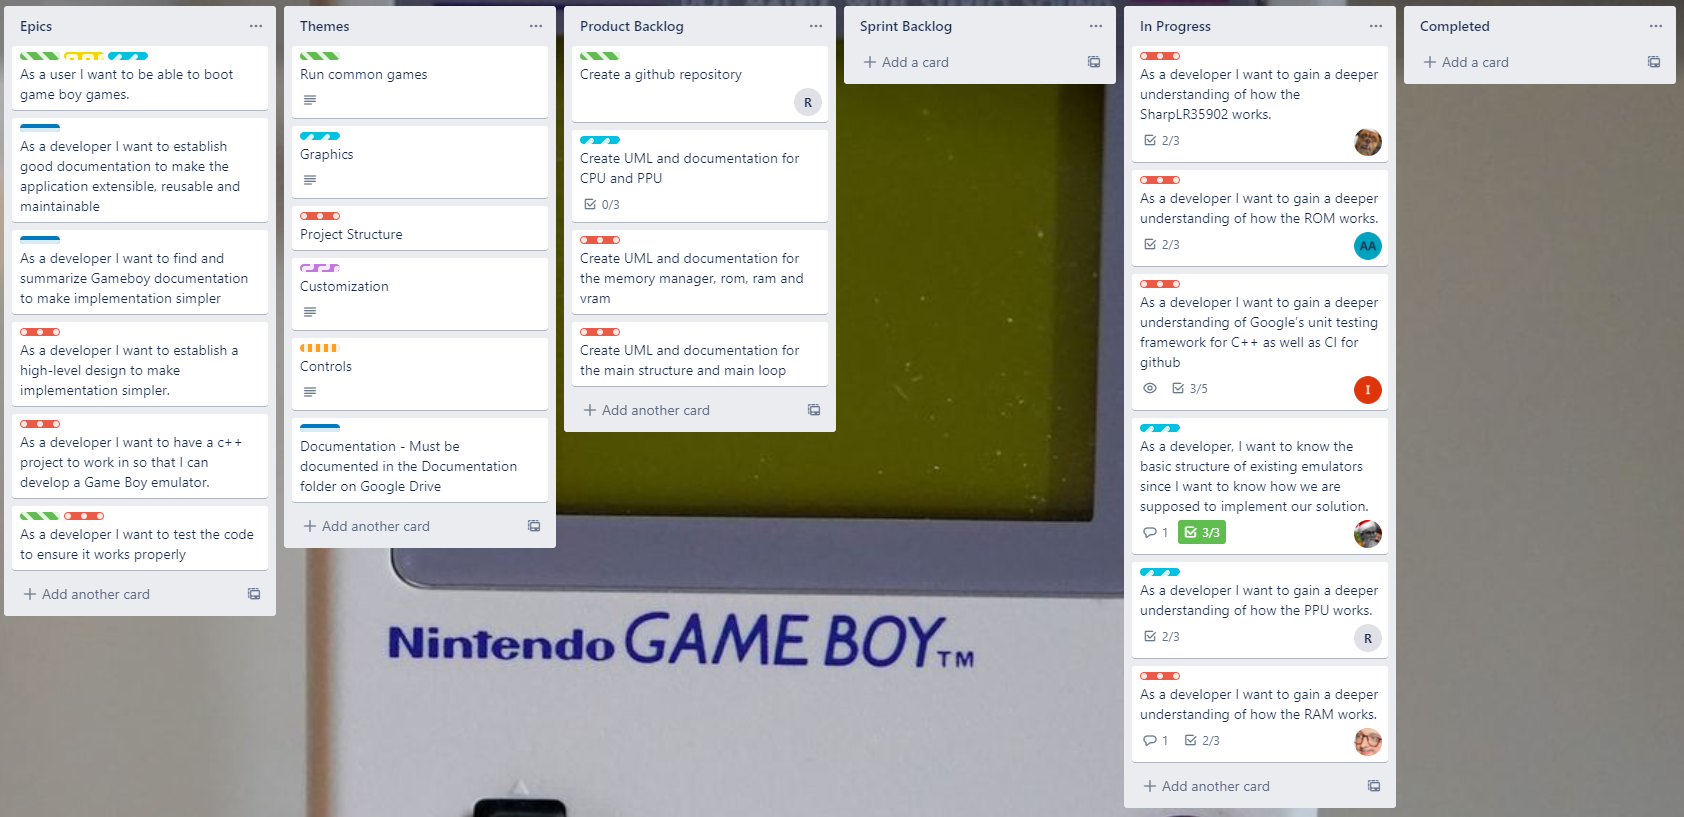 Epics
As a user I want to be able to boot
game boy games.
As a developer I want to establish
good documentation to make the
application extensible, reusable and
maintainable
As a developer I want to find and
summarize Gameboy documentation
to make implementation simpler
As a developer I want to establish a
high-level design to make
implementation simpler.
As a developer I want to have a c++
project to work in so that I can
develop a Game Boy emulator.
As a developer I want to test the code
to ensure it works properly
Add another card
Themes
Run common games
Graphics
Project Structure
Customization
Controls
Documentation - Must be
documented in the Documentation
folder on Google Drive
Add another card
Product Backlog
Create a github repository
R
Create UML and documentation for
CPU and PPU
0/3
Create UML and documentation for
the memory manager, rom, ram and
vram
Create UML and documentation for
the main structure and main loop
Add another card
Sprint Backlog
Add a card
In Progress
As a developer I want to gain a deeper
understanding of how the
SharpLR35902 works.
2/3
As a developer I want to gain a deeper
understanding of how the ROM works.
2/3
AA
As a developer I want to gain a deeper
understanding of Google's unit testing
framework for C++ as well as CI for
github
3/5
I
As a developer, I want to know the
basic structure of existing emulators
since I want to know how we are
supposed to implement our solution.
1 3/3
As a developer I want to gain a deeper
understanding of how the PPU works.
2/3
R
As a developer I want to gain a deeper
understanding of how the RAM works.
1 2/3
Add another card
Completed
Add a card
Nintendo GAME BOY TM